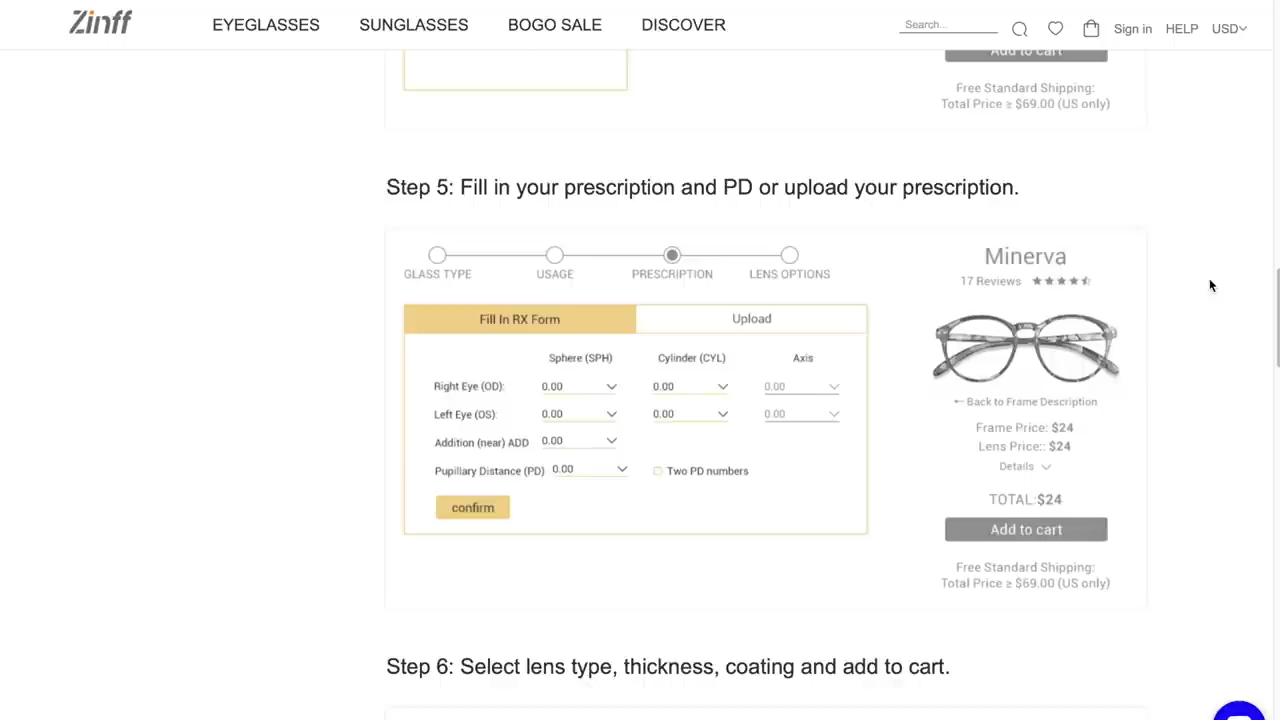 Zinff
EYEGLASSES SUNGLASSES BOGO SALE DISCOVER
Search...
Sign in HELP USD
Add to cart
Free Standard Shipping:
Total Price ≥ $69.00 (US only)
Step 5: Fill in your prescription and PD or upload your prescription.
GLASS TYPE USAGE PRESCRIPTION LENS OPTIONS
Minerva
17 Reviews
Fill In RX Form Upload
Sphere (SPH) Cylinder (CYL) Axis
Right Eye (OD): 0.00 0.00 0.00
Left Eye (OS): 0.00 0.00 0.00
Addition (near) ADD 0.00
Pupillary Distance (PD) 0.00 Two PD numbers
confirm
←Back to Frame Description
Frame Price: $24
Lens Price:: $24
Details
TOTAL:$24
Add to cart
Free Standard Shipping:
Total Price ≥ $69.00 (US only)
Step 6: Select lens type, thickness, coating and add to cart.